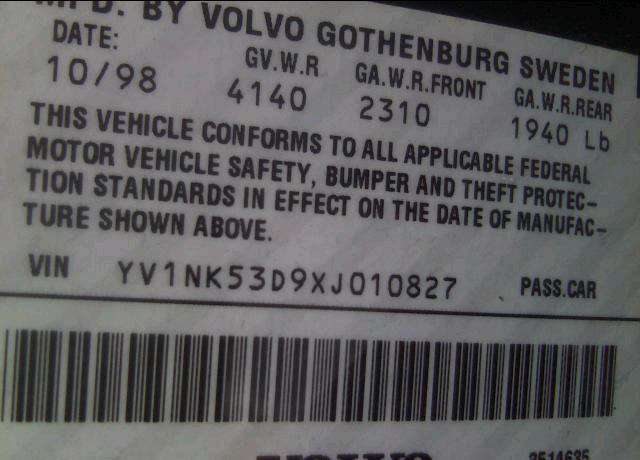 MFD. BY VOLVO GOTHENBURG SWEDEN
DATE: GV.W.R GA.W.R.FRONT GA.W.R.REAR
10/98 4140 2310 1940 Lb
THIS VEHICLE CONFORMS TO ALL APPLICABLE FEDERAL
MOTOR VEHICLE SAFETY, BUMPER AND THEFT PROTEC-
TION STANDARDS IN EFFECT ON THE DATE OF MANUFAC-
TURE SHOWN ABOVE.
VIN YV1NK53D9XJ010827 PASS.CAR